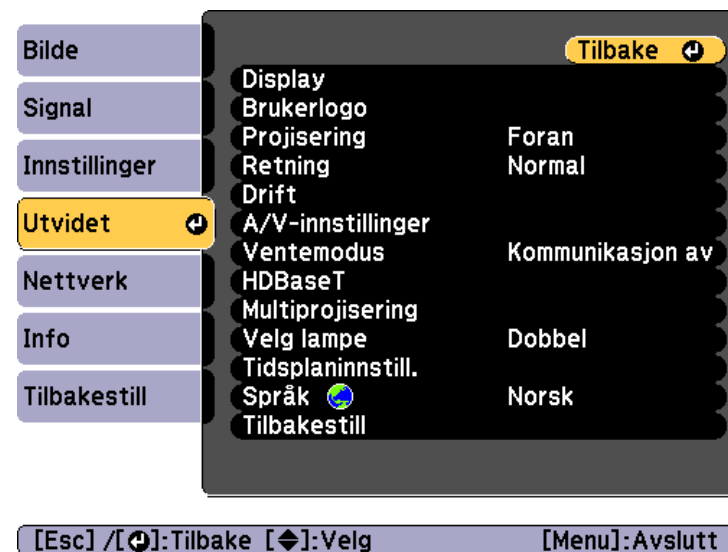 Bilde
Signal
Innstillinger
Utvidet
Nettverk
Info
Tilbakestill
Tilbake
Display
Brukerlogo
Projisering Foran
Retning Normal
Drift
A/V-innstillinger
Ventemodus Kommunikasjon av
HDBaseT
Multiprojisering
Velg lampe Dobbel
Tidsplaninnstill.
Språk Norsk
Tilbakestill
[Esc] /[⏎]:Tilbake [◆]:Velg [Menu]:Avslutt